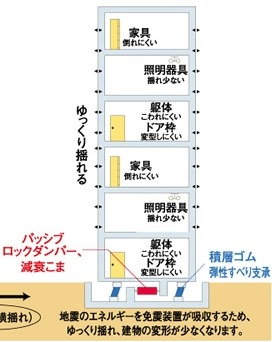 家具
倒れにくい
照明器具
揺れ少ない
躯体
こわれにくい
ドア枠
変型しにくい
ゆっくり揺れる
家具
倒れにくい
照明器具
揺れ少ない
躯体
こわれにくい
ドア枠
変型しにくい
パッシブ
ロックダンパー、
減衰こま
積層ゴム
弾性すべり支承
横揺れ)
地震のエネルギーを免震装置が吸収するため、
ゆっくり揺れ、建物の変形が少なくなります。